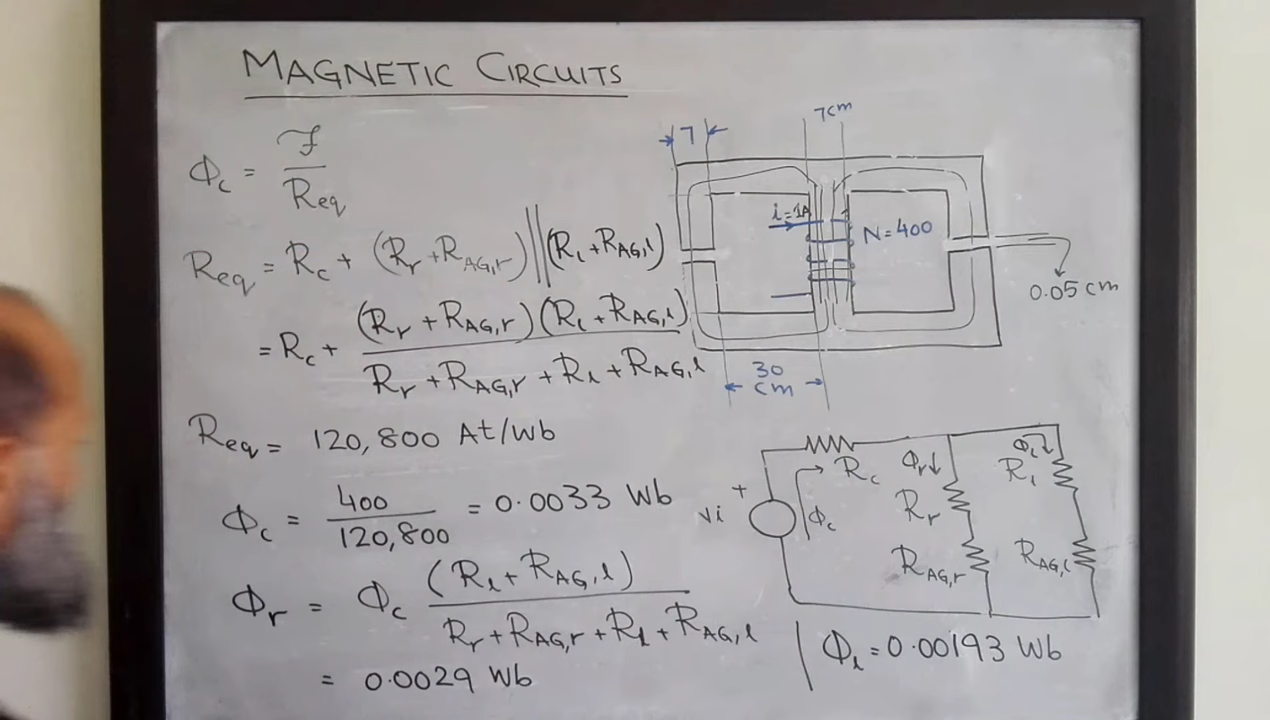 MAGNETIC CIRCUITS
Φc = ℱ / Req
Req = Rc + (Rr + RAG,r) || (Rl + RAG,l)
= Rc + (Rr + RAG,r)(Rl + RAG,l) / Rr + RAG,r + Rl + RAG,l
Req = 120,800 At/Wb
Φc = 400 / 120,800 = 0.0033 Wb
Φr = Φc (Rl + RAG,l) / Rr + RAG,r + Rl + RAG,l
= 0.0029 Wb
7
7cm
i = 1A
N = 400
0.05 cm
30
cm
+
Ni
Φc
Rc
Φr
Rr
RAG,r
Φl
Rl
RAG,l
Φl = 0.00193 Wb